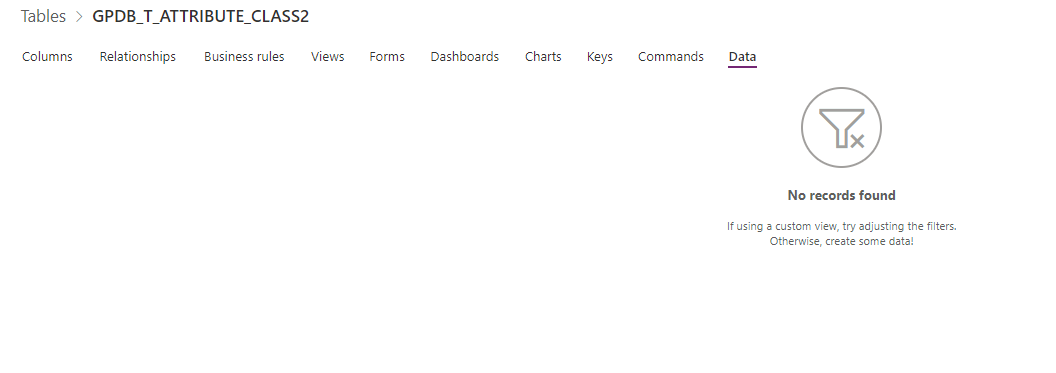 Tables > GPDB_T_ATTRIBUTE_CLASS2
Columns Relationships Business rules Views Forms Dashboards Charts Keys Commands Data
No records found
If using a custom view, try adjusting the filters.
Otherwise, create some data!